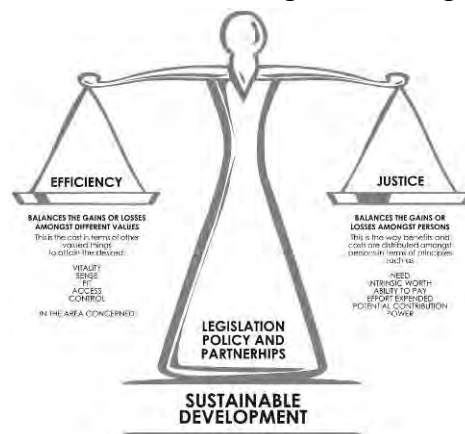 EFFICIENCY
BALANCES THE GAINS OR LOSSES
AMONGST DIFFERENT VALUES
This is the cost in terms of other
valued things
to attain the desired:
VITALITY
SENSE
FIT
ACCESS
CONTROL
IN THE AREA CONCERNED
JUSTICE
BALANCES THE GAINS OR
LOSSES AMONGST PERSONS
This is the way benefits and
costs are distributed amongst
persons in terms of principles
such as
NEED
INTRINSIC WORTH
ABILITY TO PAY
EFFORT EXPENDED
POTENTIAL CONTRIBUTION
POWER
LEGISLATION
POLICY AND
PARTNERHIPS
SUSTAINABLE
DEVELOPMENT